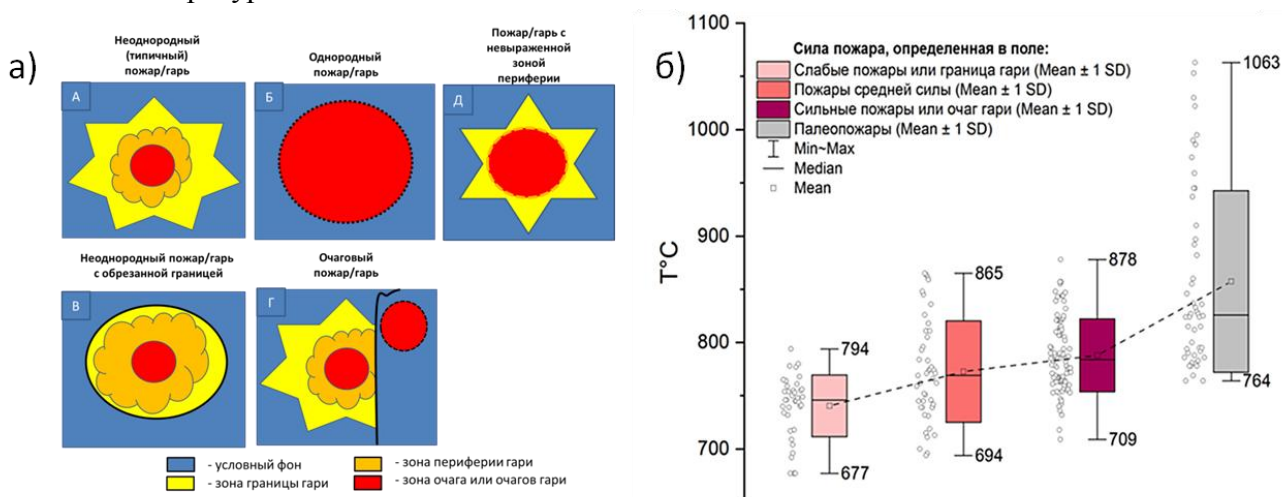 а)
Неоднородный
(типичный)
пожар/гарь
Однородный
пожар/гарь
Пожар/гарь с
невыраженной
зоной
периферии
А
Б
Д
Неоднородный пожар/гарь
с обрезанной границей
Очаговый
пожар/гарь
В
Г
- условный фон
- зона периферии гари
- зона границы гари
- зона очага или очагов гари
б)
1100
1000
900
800
700
T°C
Сила пожара, определенная в поле:
Слабые пожары или граница гари (Mean ± 1 SD)
Пожары средней силы (Mean ± 1 SD)
Сильные пожары или очаг гари (Mean ± 1 SD)
Палеопожары (Mean ± 1 SD)
Min~Max
Median
Mean
1063
865
878
794
764
677
694
709